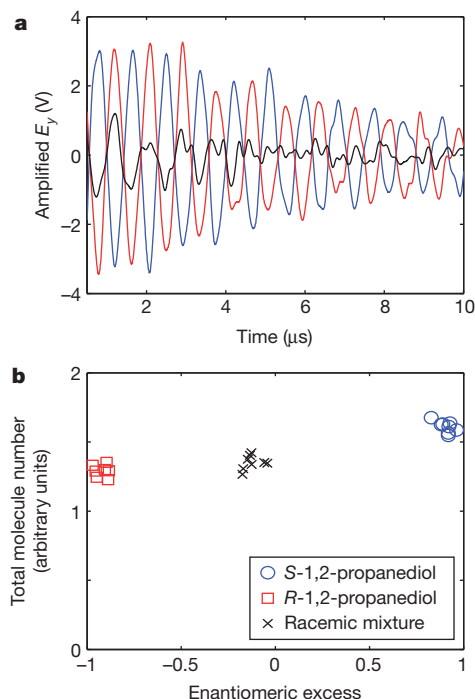 a
Amplified E_y (V)
4
2
0
−2
−4
2
4
6
8
10
Time (μs)
b
Total molecule number
(arbitrary units)
2
1
0
-1
-0.5
0
0.5
1
Enantiomeric excess
S-1,2-propanediol
R-1,2-propanediol
Racemic mixture